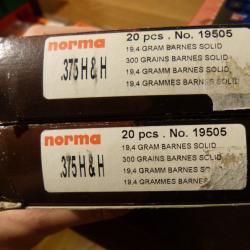 norma
20 pcs . No. 19505
19,4 GRAM BARNES SOLID
300 GRAINS BARNES SOLID
.375 H & H
19,4 GRAMM BARNES SOLID
19,4 GRAMMES BARNES
norma
20 pcs . No. 19505
19,4 GRAM BARNES SOLID
300 GRAINS BARNES SOLID
.375 H & H
19,4 GRAMM BARNES SOLID
19,4 GRAMMES BARNES